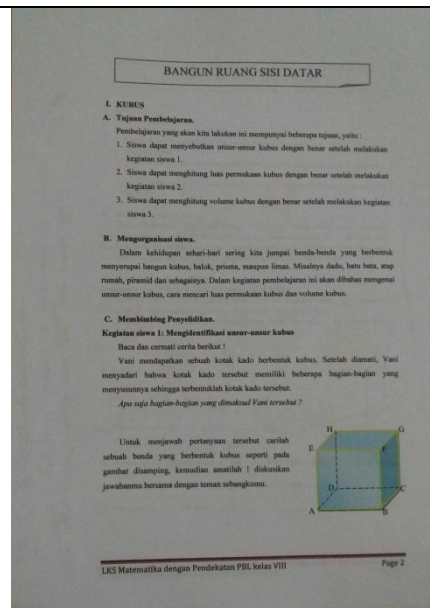 BANGUN RUANG SISI DATAR
I. KUBUS
A. Tujuan Pembelajaran.
Pembelajaran yang akan kita lakukan ini mempunyai beberapa tujuan, yaitu :
1. Siswa dapat menyebutkan unsur-unsur kubus dengan benar setelah melakukan
kegiatan siswa 1.
2. Siswa dapat menghitung luas permukaan kubus dengan benar setelah melakukan
kegiatan siswa 2.
3. Siswa dapat menghitung volume kubus dengan benar setelah melakukan kegiatan
siswa 3.
B. Mengorganisasi siswa.
Dalam kehidupan sehari-hari sering kita jumpai benda-benda yang berbentuk
menyerupai bangun kubus, balok, prisma, maupun limas. Misalnya dadu, batu bata, atap
rumah, piramid dan sebagainya. Dalam kegiatan pembelajaran ini akan dibahas mengenai
unsur-unsur kubus, cara mencari luas permukaan kubus dan volume kubus.
C. Membimbing Penyelidikan.
Kegiatan siswa 1: Mengidentifikasi unsur-unsur kubus
Baca dan cermati cerita berikut !
Vani mendapatkan sebuah kotak kado berbentuk kubus. Setelah diamati, Vani
menyadari bahwa kotak kado tersebut memiliki beberapa bagian-bagian yang
menyusunnya sehingga terbentuklah kotak kado tersebut.
Apa saja bagian-bagian yang dimaksud Vani tersebut ?
Untuk menjawab pertanyaan tersebut carilah
sebuah benda yang berbentuk kubus seperti pada
gambar disamping, kemudian amatilah ! diskusikan
jawabanmu bersama dengan teman sebangkumu.
H G
E F
D C
A B
LKS Matematika dengan Pendekatan PBL kelas VIII Page 2